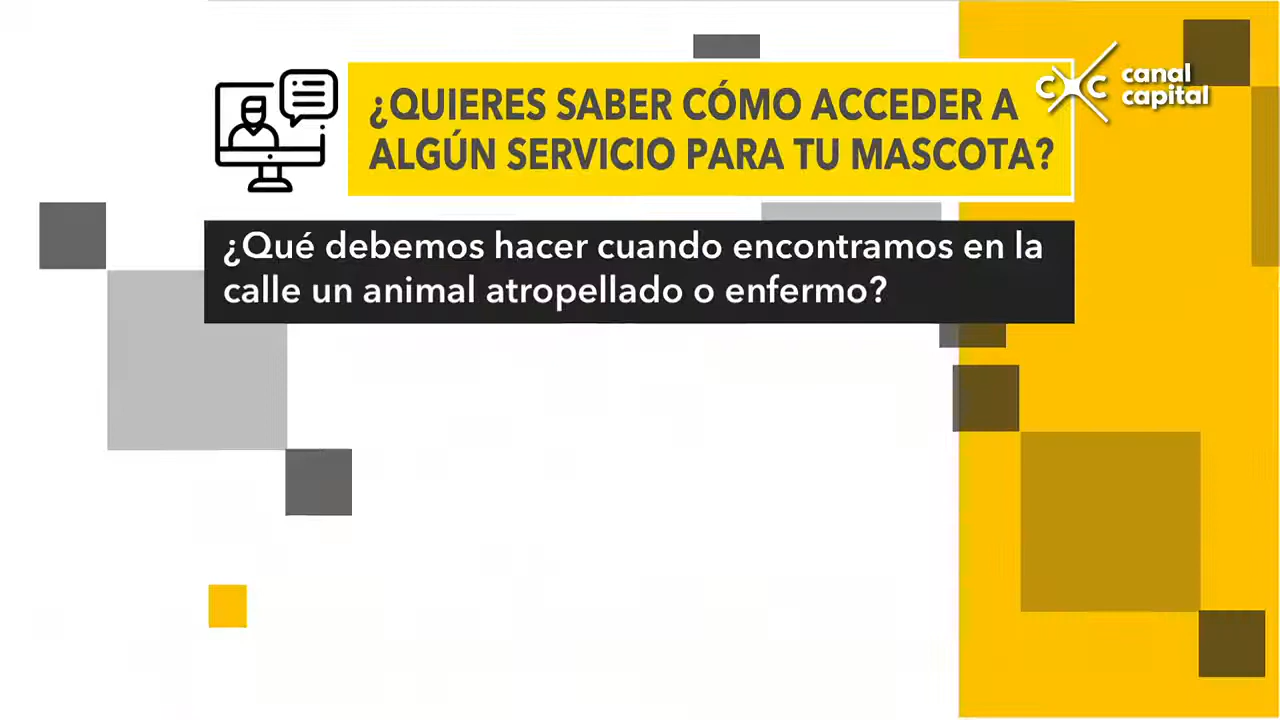 ¿QUIERES SABER CÓMO ACCEDER A
ALGÚN SERVICIO PARA TU MASCOTA?
CXC canal
capital
¿Qué debemos hacer cuando encontramos en la
calle un animal atropellado o enfermo?